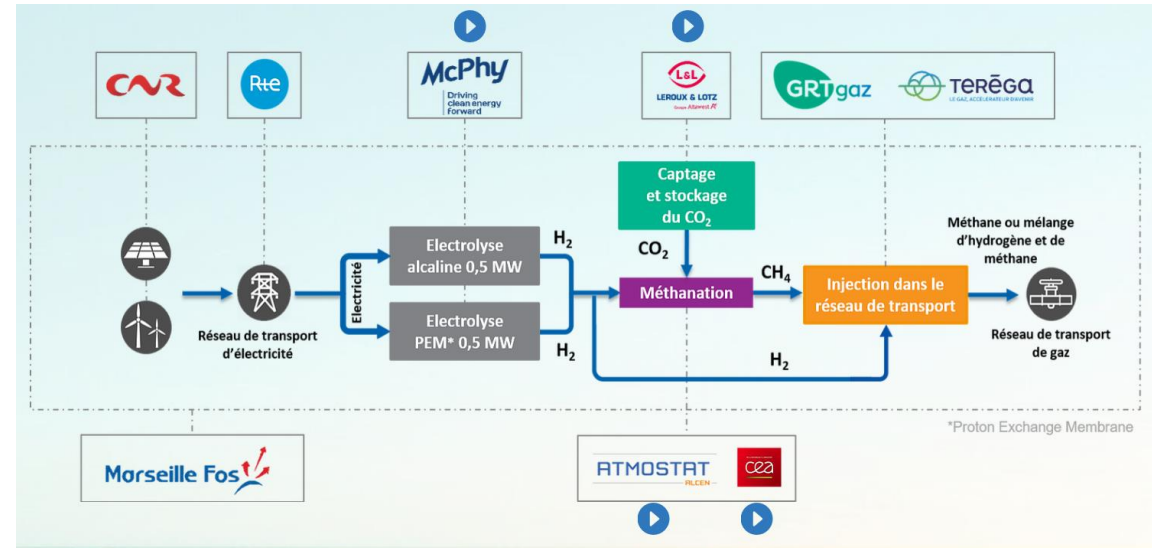 CNR
Rte
McPhy
Driving
clean energy
forward
L&L
LEROUX & LOTZ
Groupe Altawest
GRTgaz
TERĒGA
LE GAZ, ACCÉLÉRATEUR D'AVENIR
Captage
et stockage
du CO₂
Méthane ou mélange
d'hydrogène et de
méthane
Electricité
Electrolyse
alcaline 0,5 MW
H₂
CO₂
Méthanation
CH₄
Injection dans le
réseau de transport
Réseau de transport
d'électricité
Electrolyse
PEM* 0,5 MW
H₂
H₂
Réseau de transport
de gaz
*Proton Exchange Membrane
Marseille Fos
ATMOSTAT
ALCEN
cea